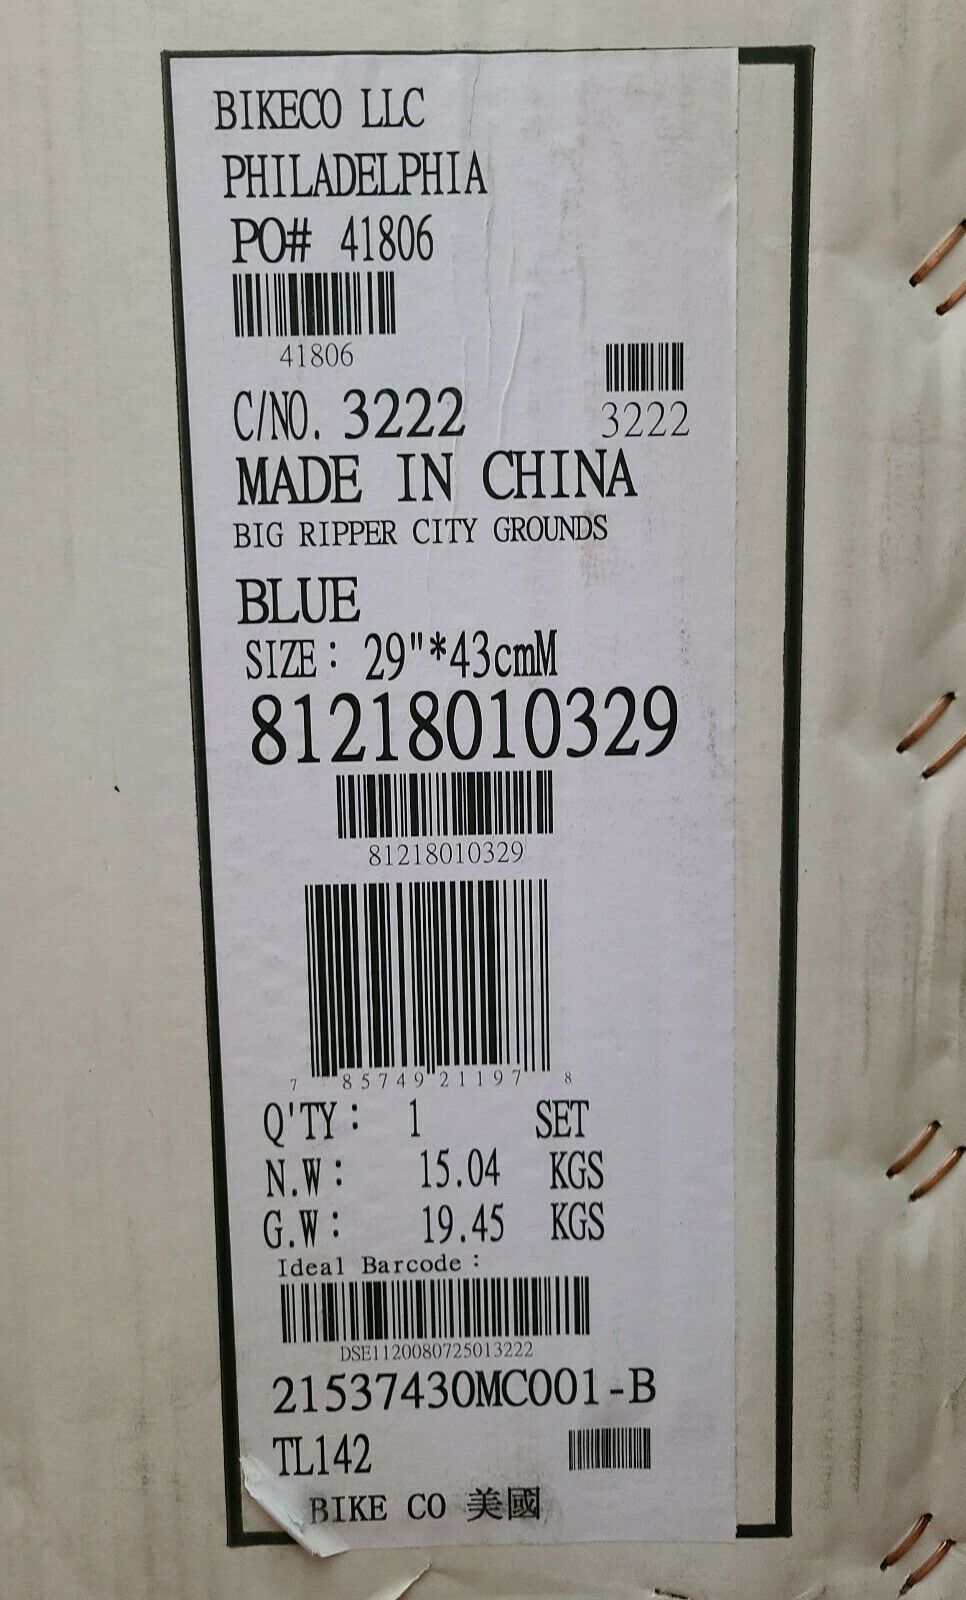 BIKECO LLC
PHILADELPHIA
PO# 41806
41806
C/NO. 3222
3222
MADE IN CHINA
BIG RIPPER CITY GROUNDS
BLUE
SIZE: 29"*43cmM
81218010329
81218010329
7 85749 21197 8
Q'TY: 1 SET
N.W: 15.04 KGS
G.W: 19.45 KGS
Ideal Barcode:
DSE1120080725013222
21537430MC001-B
TL142
BIKE CO 美國